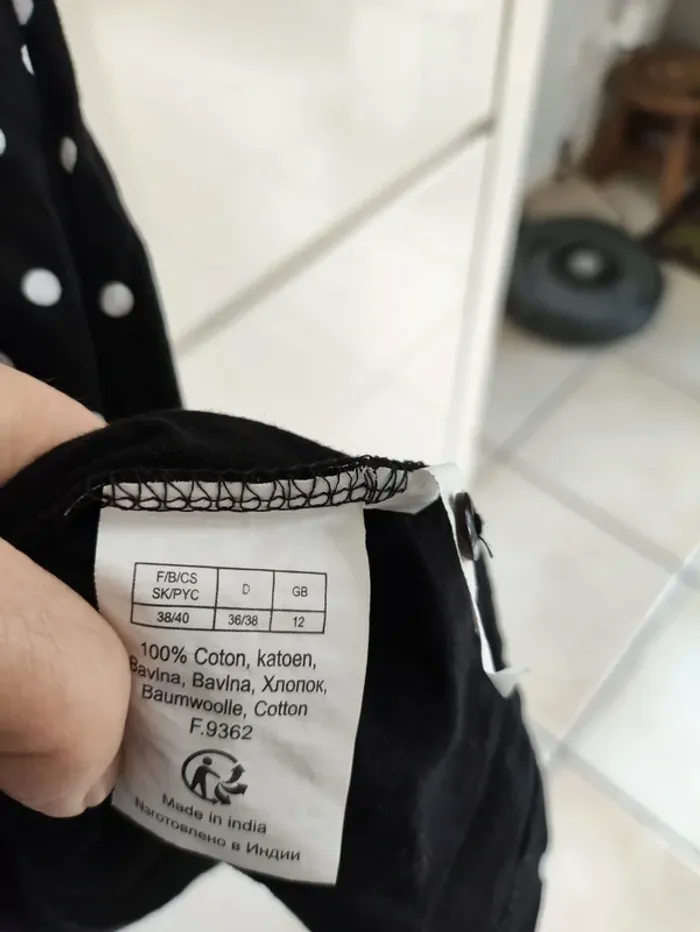 F/B/CS D GB
SK/PYC
38/40 36/38 12
100% Coton, katoen,
Bavlna, Bavlna, Хлопок,
Baumwoolle, Cotton
F.9362
Made in india
Изготовлено в Индии